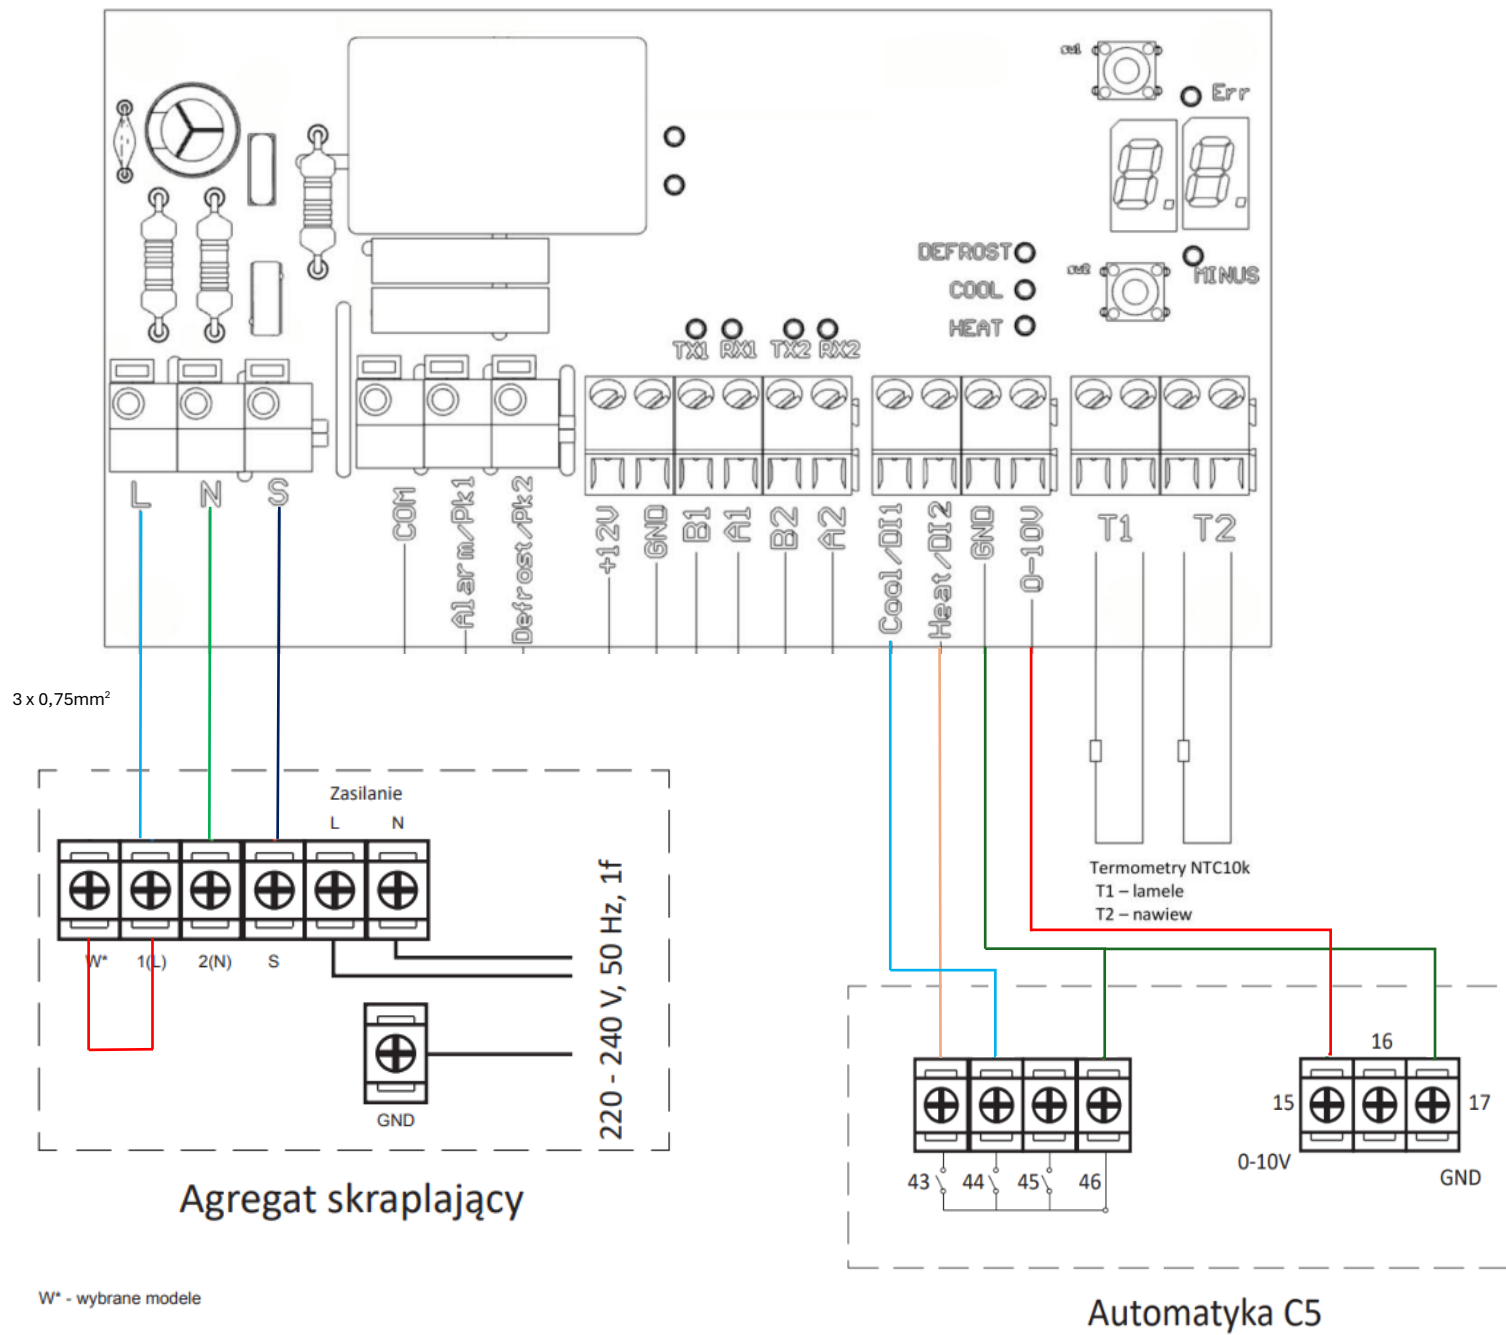 sw1
Err
DEFROST
COOL
HEAT
sw2
MINUS
TX1 RX1 TX2 RX2
L N S
COM
Alarm/Pk1
Defrost/Pk2
+12V
GND
B1
A1
B2
A2
Cool/DI1
Heat/DI2
GND
0-10V
T1 T2
3 x 0,75mm²
Zasilanie
L N
W* 1(L) 2(N) S
GND
220 - 240 V, 50 Hz, 1f
Agregat skraplający
W* - wybrane modele
Termometry NTC10k
T1 – lamele
T2 – nawiew
43 44 45 46
16
15 17
0-10V
GND
Automatyka C5